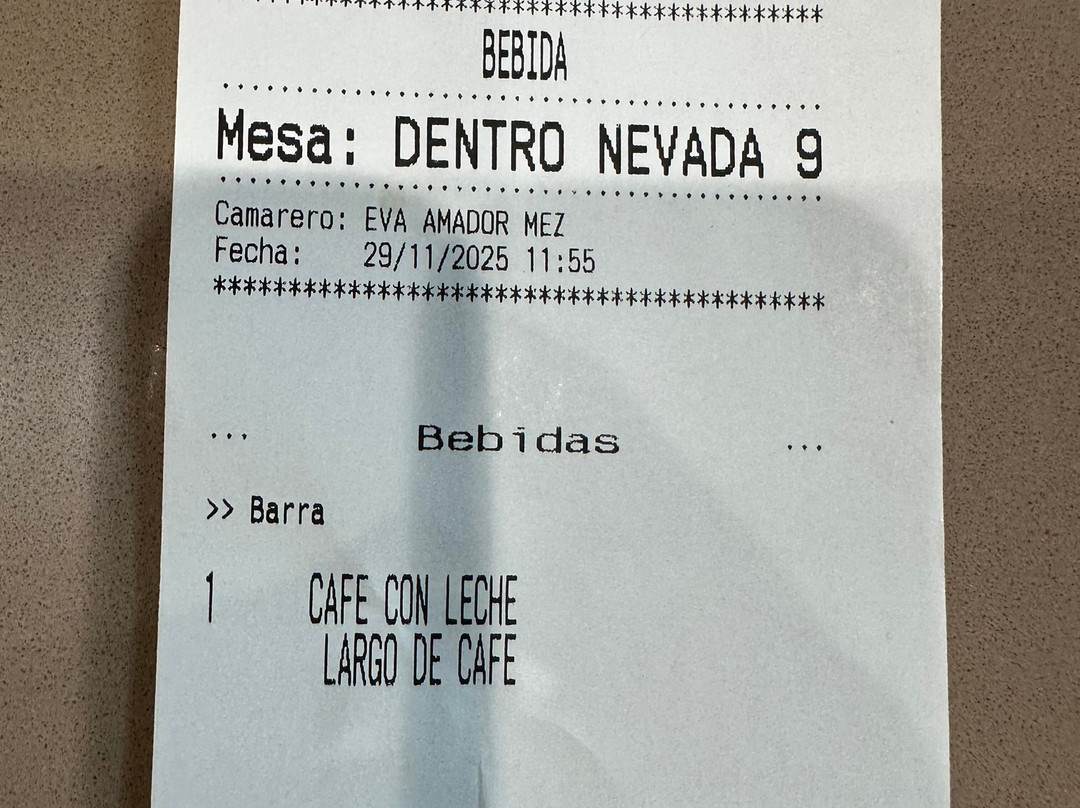 ******************************************
BEBIDA
Mesa: DENTRO NEVADA 9
Camarero: EVA AMADOR MEZ
Fecha: 29/11/2025 11:55
******************************************
... Bebidas ...
>> Barra
1 CAFE CON LECHE
LARGO DE CAFE